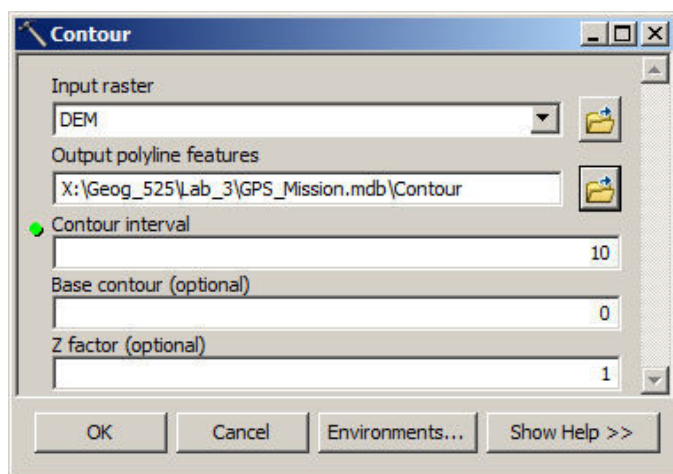 Contour
Input raster
DEM
Output polyline features
X:\Geog_525\Lab_3\GPS_Mission.mdb\Contour
Contour interval
10
Base contour (optional)
0
Z factor (optional)
1
OK Cancel Environments... Show Help >>